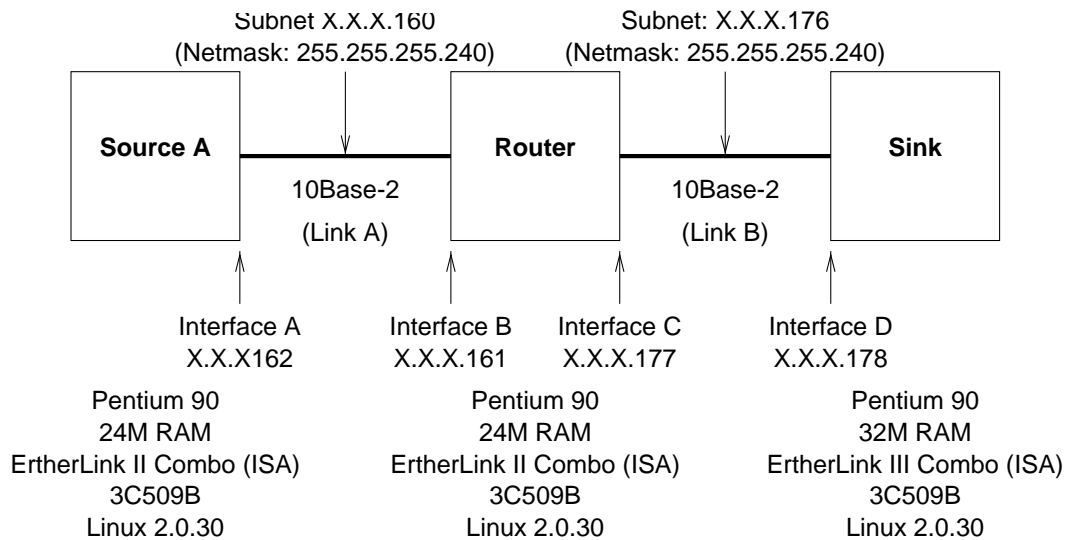 Subnet X.X.X.160
(Netmask: 255.255.255.240)
Subnet: X.X.X.176
(Netmask: 255.255.255.240)
Source A
Router
Sink
10Base-2
(Link A)
10Base-2
(Link B)
Interface A
X.X.X162
Interface B
X.X.X.161
Interface C
X.X.X.177
Interface D
X.X.X.178
Pentium 90
24M RAM
ErtherLink II Combo (ISA)
3C509B
Linux 2.0.30
Pentium 90
24M RAM
ErtherLink II Combo (ISA)
3C509B
Linux 2.0.30
Pentium 90
32M RAM
ErtherLink III Combo (ISA)
3C509B
Linux 2.0.30